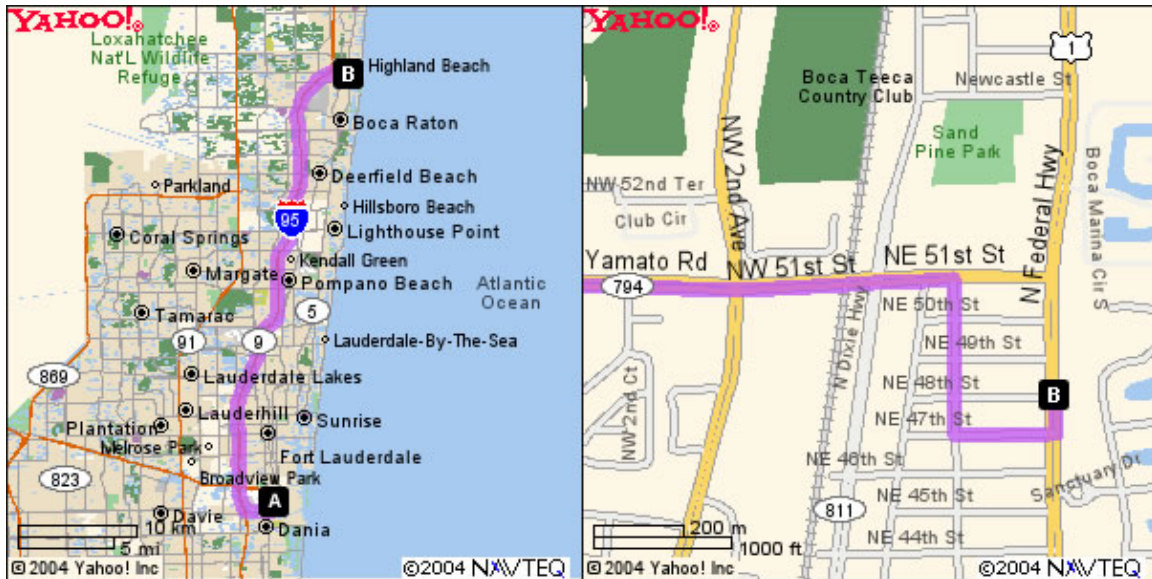 YAHOO!®
Loxahatchee
Nat'L Wildlife
Refuge
B
Highland Beach
Boca Raton
Deerfield Beach
Parkland
Hillsboro Beach
95
Lighthouse Point
Coral Springs
Kendall Green
Margate
Pompano Beach
Atlantic
Ocean
5
Tamarac
91
9
Lauderdale-By-The-Sea
869
Lauderdale Lakes
Lauderhill
Sunrise
Plantation
Melrose Park
Fort Lauderdale
823
Broadview Park
A
Davie
Dania
10 km
5 mi
©2004 Yahoo! Inc
©2004 NAVTEQ
YAHOO!®
1
Boca Teeca
Country Club
Newcastle St
Sand
Pine Park
NW 2nd Ave
N Federal Hwy
Boca Marina Cir S
NW 52nd Ter
Club Cir
Yamato Rd
NW 51st St
NE 51st St
794
NE 50th St
N Dixie Hwy
NE 49th St
NW 2nd Ct
NE 48th St
B
NE 47th St
NE 46th St
Sanctuary Dr
NE 45th St
811
NE 44th St
200 m
1000 ft
©2004 Yahoo! Inc
©2004 NAVTEQ